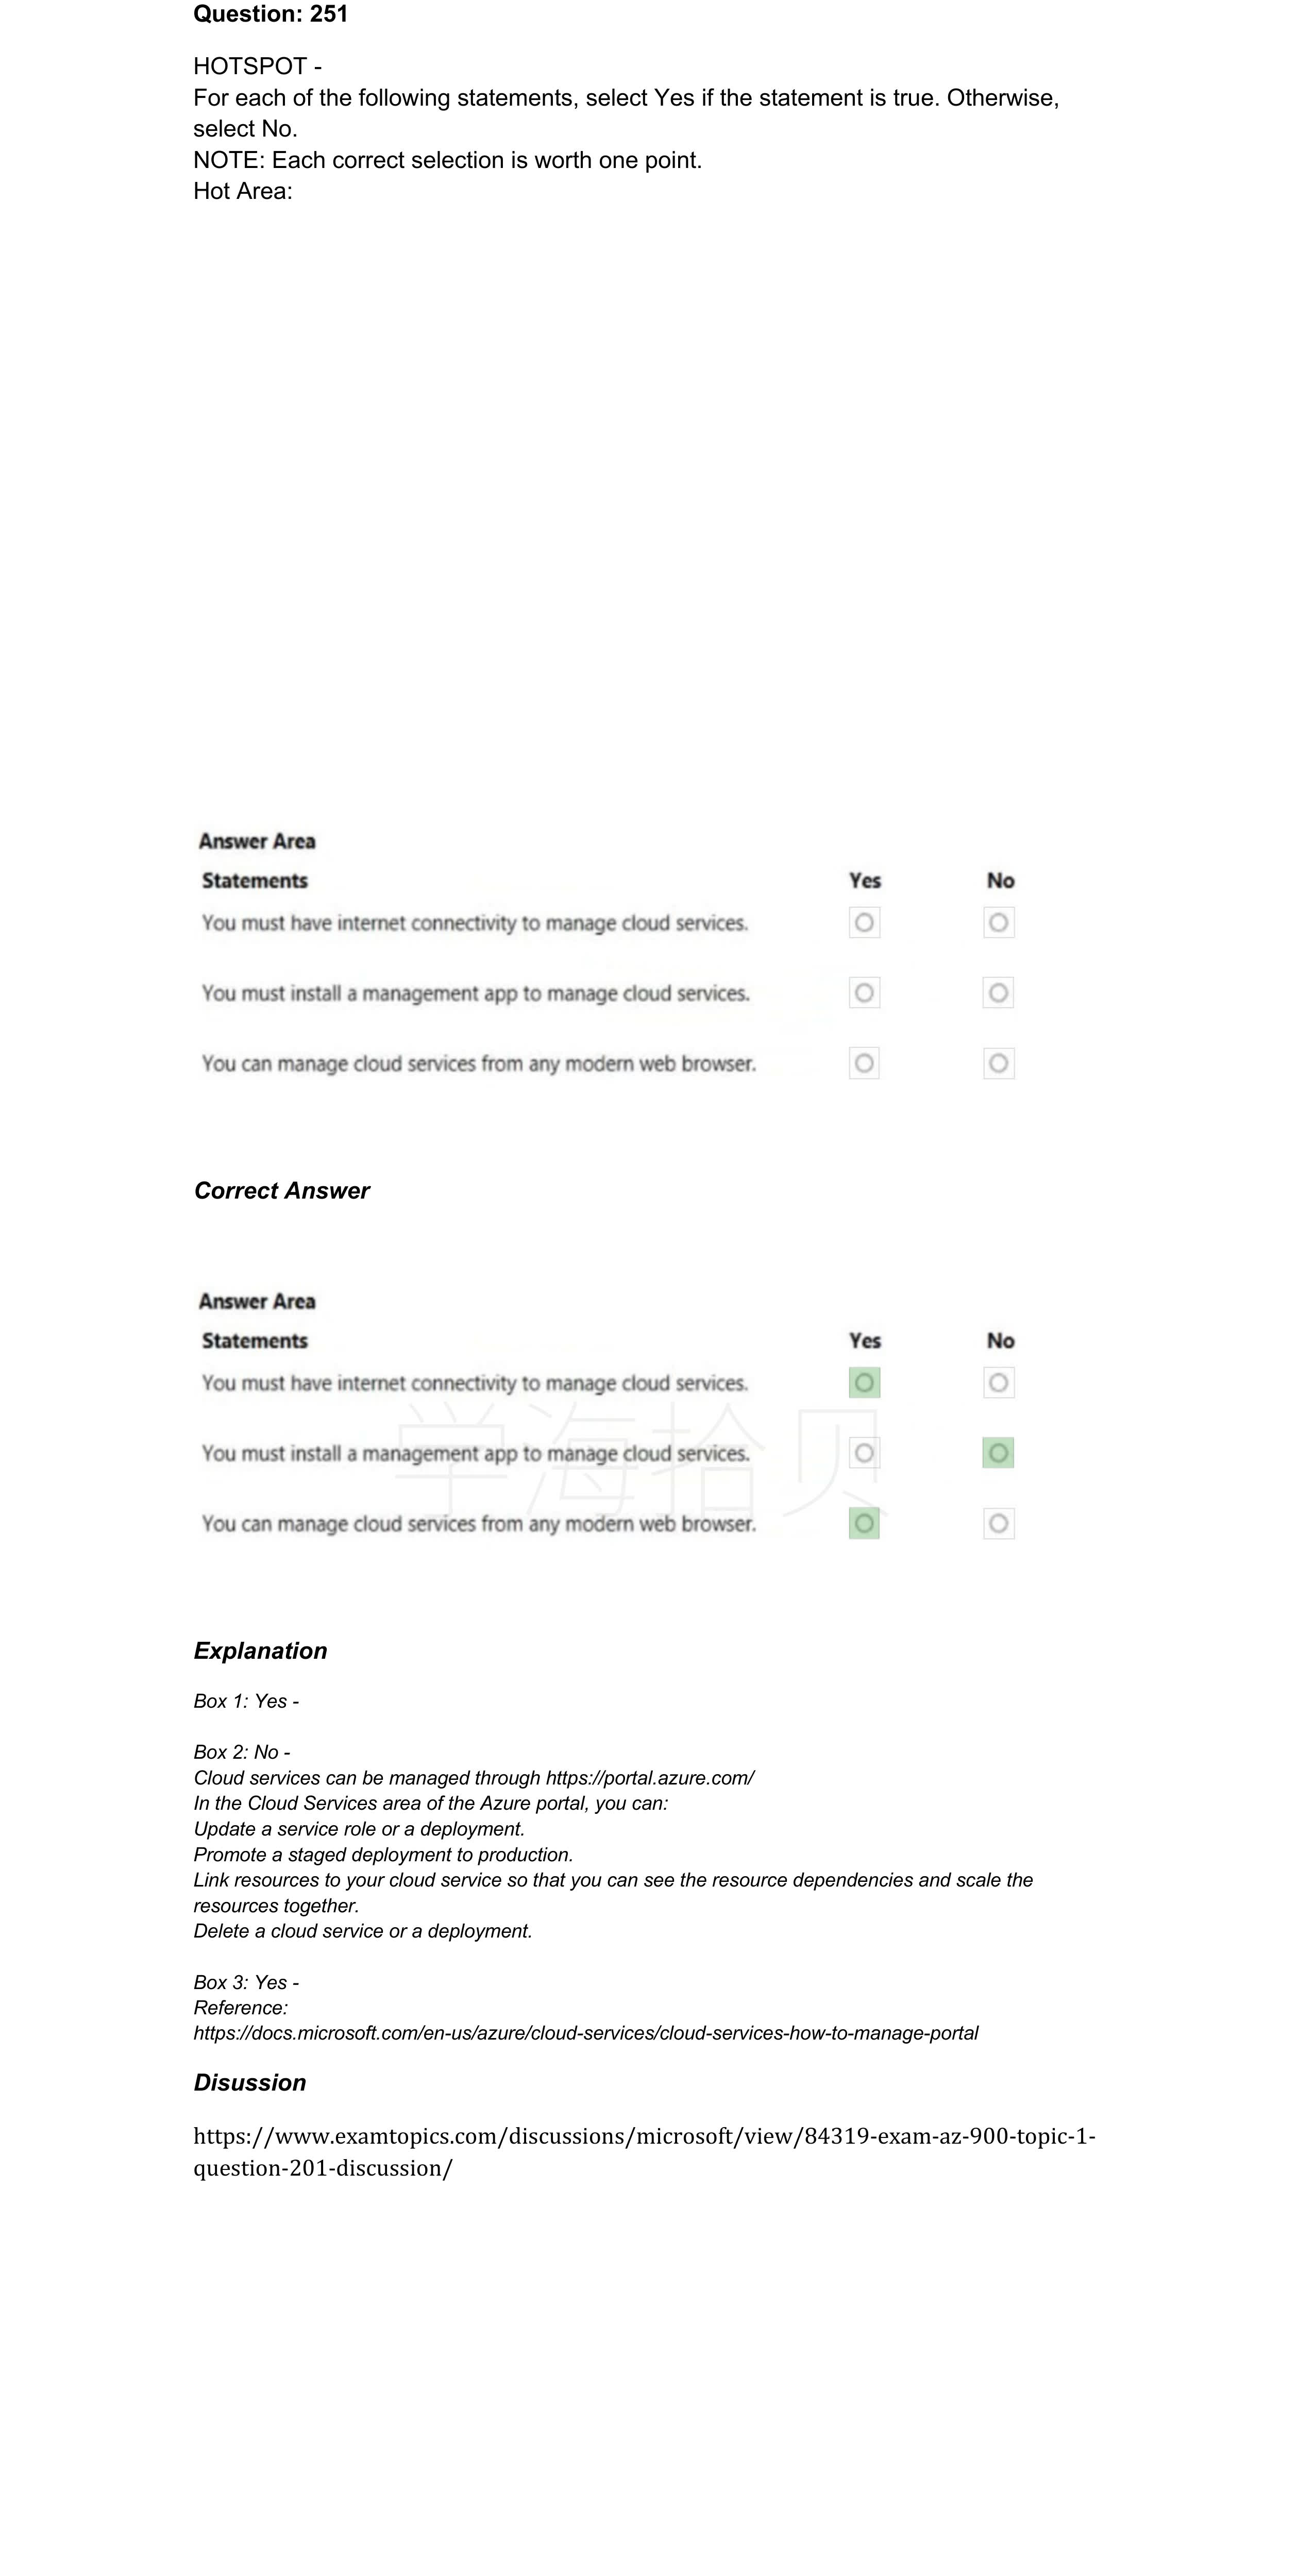 Question: 251
HOTSPOT -
For each of the following statements, select Yes if the statement is true. Otherwise,
select No.
NOTE: Each correct selection is worth one point.
Hot Area:
Answer Area
Statements Yes No
You must have internet connectivity to manage cloud services.
You must install a management app to manage cloud services.
You can manage cloud services from any modern web browser.
Correct Answer
Answer Area
Statements Yes No
You must have internet connectivity to manage cloud services.
学海拾贝
You must install a management app to manage cloud services.
You can manage cloud services from any modern web browser.
Explanation
Box 1: Yes -
Box 2: No -
Cloud services can be managed through https://portal.azure.com/
In the Cloud Services area of the Azure portal, you can:
Update a service role or a deployment.
Promote a staged deployment to production.
Link resources to your cloud service so that you can see the resource dependencies and scale the
resources together.
Delete a cloud service or a deployment.
Box 3: Yes -
Reference:
https://docs.microsoft.com/en-us/azure/cloud-services/cloud-services-how-to-manage-portal
Disussion
https://www.examtopics.com/discussions/microsoft/view/84319-exam-az-900-topic-1-
question-201-discussion/